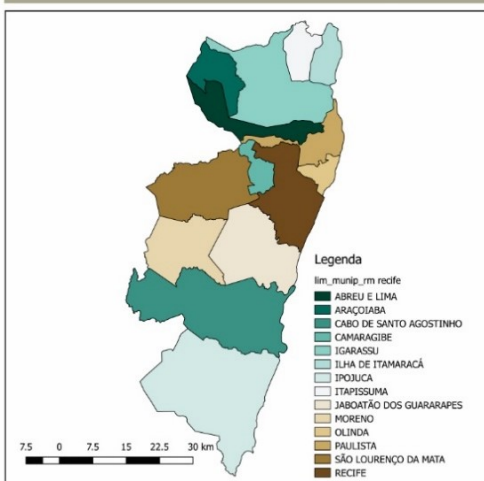 Legenda
lim_munip_rm recife
ABREU E LIMA
ARAÇOIABA
CABO DE SANTO AGOSTINHO
CAMARAGIBE
IGARASSU
ILHA DE ITAMARACÁ
IPOJUCA
ITAPISSUMA
JABOATÃO DOS GUARARAPES
MORENO
OLINDA
PAULISTA
SÃO LOURENÇO DA MATA
RECIFE
7.5 0 7.5 15 22.5 30 km